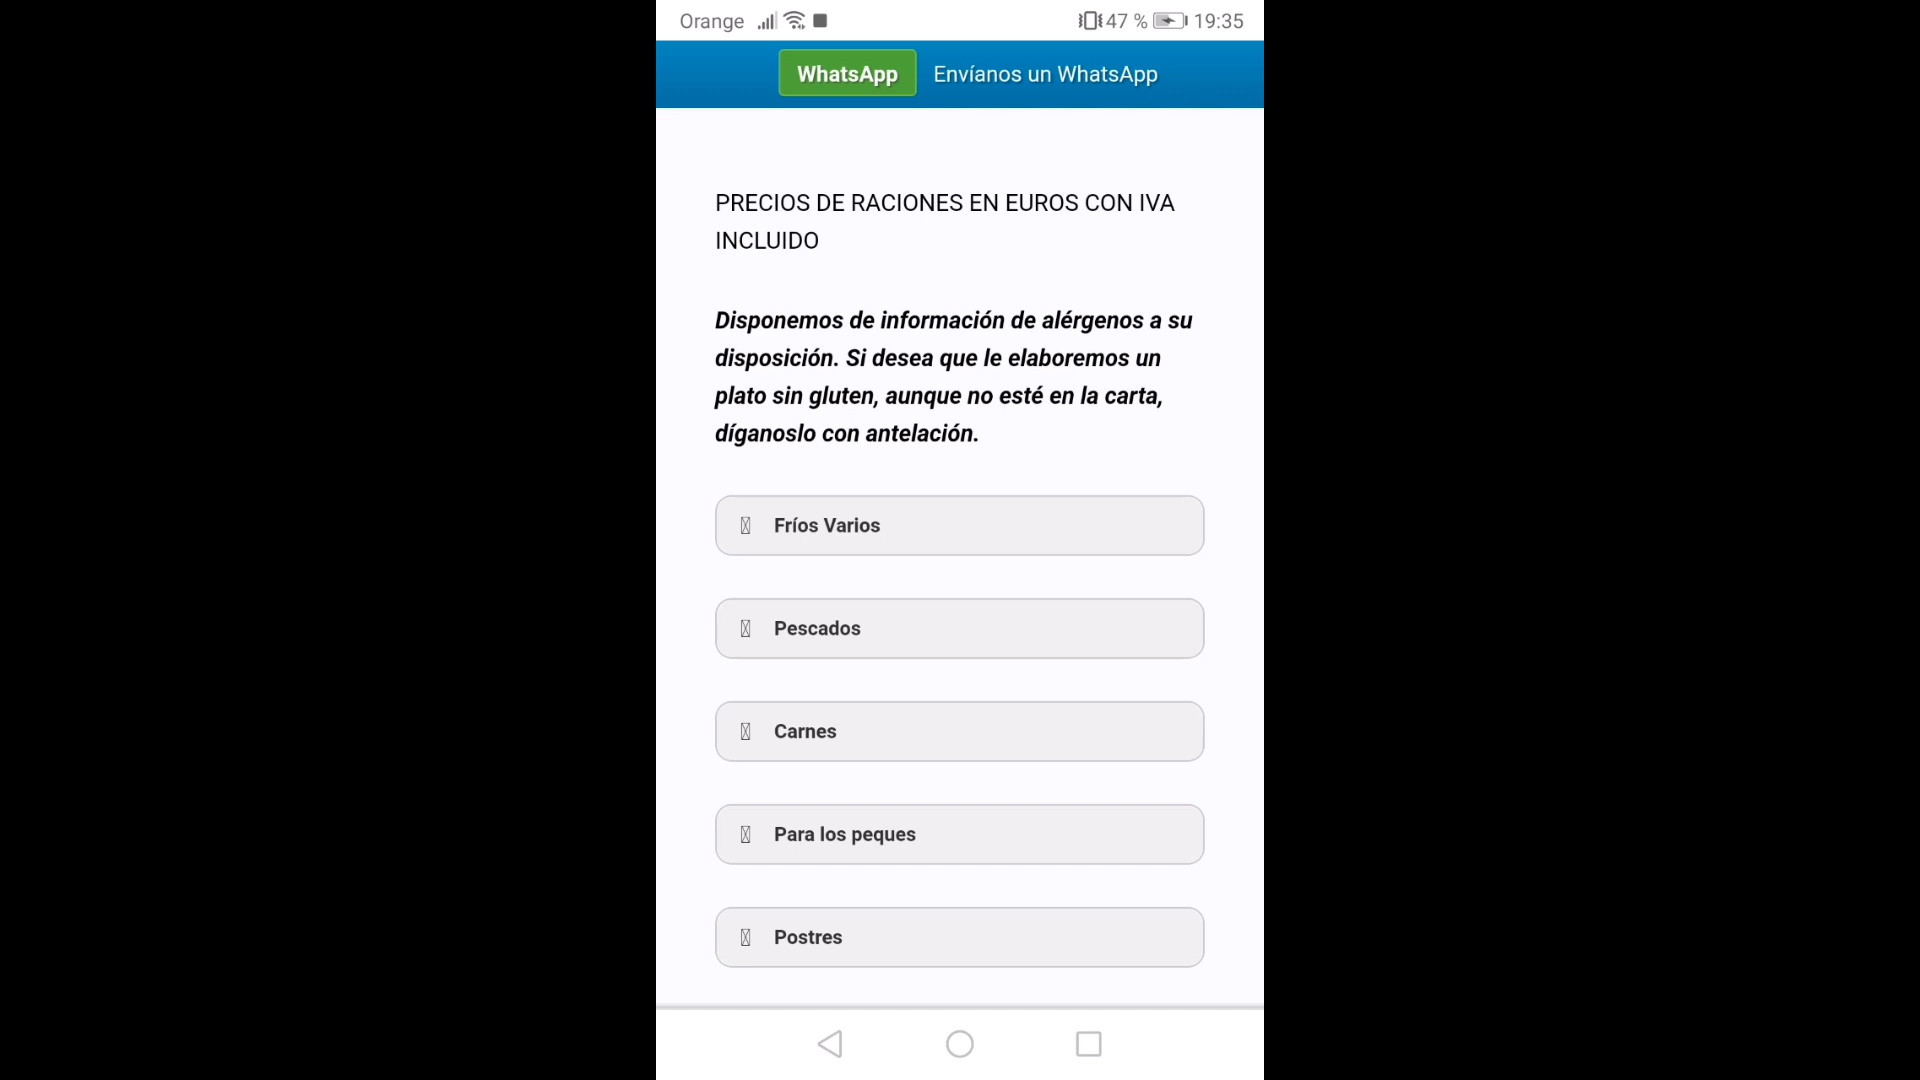 Orange 47 % 19:35
WhatsApp Envíanos un WhatsApp
PRECIOS DE RACIONES EN EUROS CON IVA
INCLUIDO
Disponemos de información de alérgenos a su
disposición. Si desea que le elaboremos un
plato sin gluten, aunque no esté en la carta,
díganoslo con antelación.
Fríos Varios
Pescados
Carnes
Para los peques
Postres